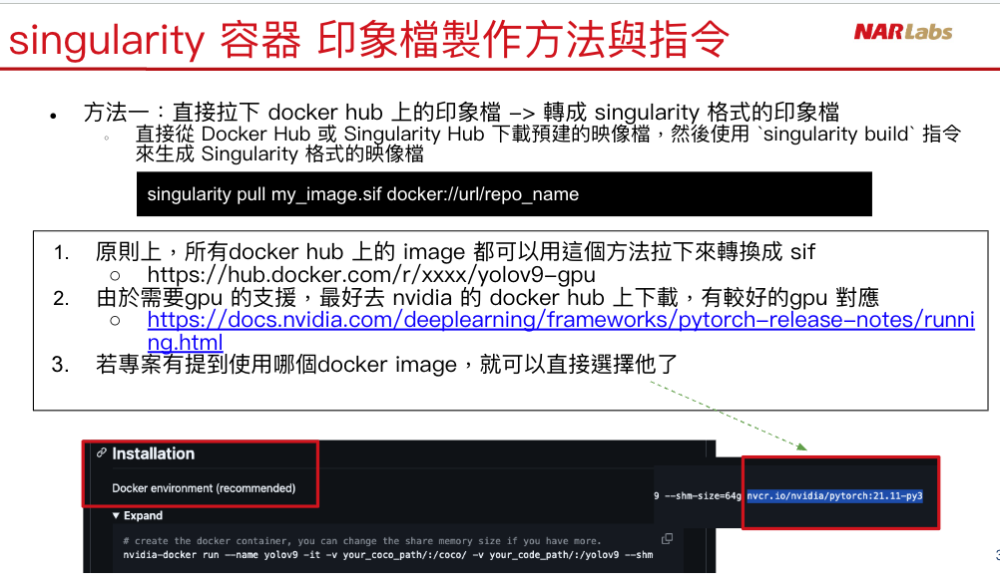 singularity 容器 印象檔製作方法與指令
NARLabs
• 方法一：直接拉下 docker hub 上的印象檔 –> 轉成 singularity 格式的印象檔
◦ 直接從 Docker Hub 或 Singularity Hub 下載預建的映像檔，然後使用 `singularity build` 指令
來生成 Singularity 格式的映像檔
singularity pull my_image.sif docker://url/repo_name
1. 原則上，所有docker hub 上的 image 都可以用這個方法拉下來轉換成 sif
○ https://hub.docker.com/r/xxxx/yolov9-gpu
2. 由於需要gpu 的支援，最好去 nvidia 的 docker hub 上下載，有較好的gpu 對應
○ https://docs.nvidia.com/deeplearning/frameworks/pytorch-release-notes/runni
ng.html
3. 若專案有提到使用哪個docker image，就可以直接選擇他了
Installation
Docker environment (recommended)
▼ Expand
# create the docker container, you can change the share memory size if you have more.
nvidia-docker run --name yolov9 -it -v your_coco_path/:/coco/ -v your_code_path/:/yolov9 --shm
9 --shm-size=64g nvcr.io/nvidia/pytorch:21.11-py3